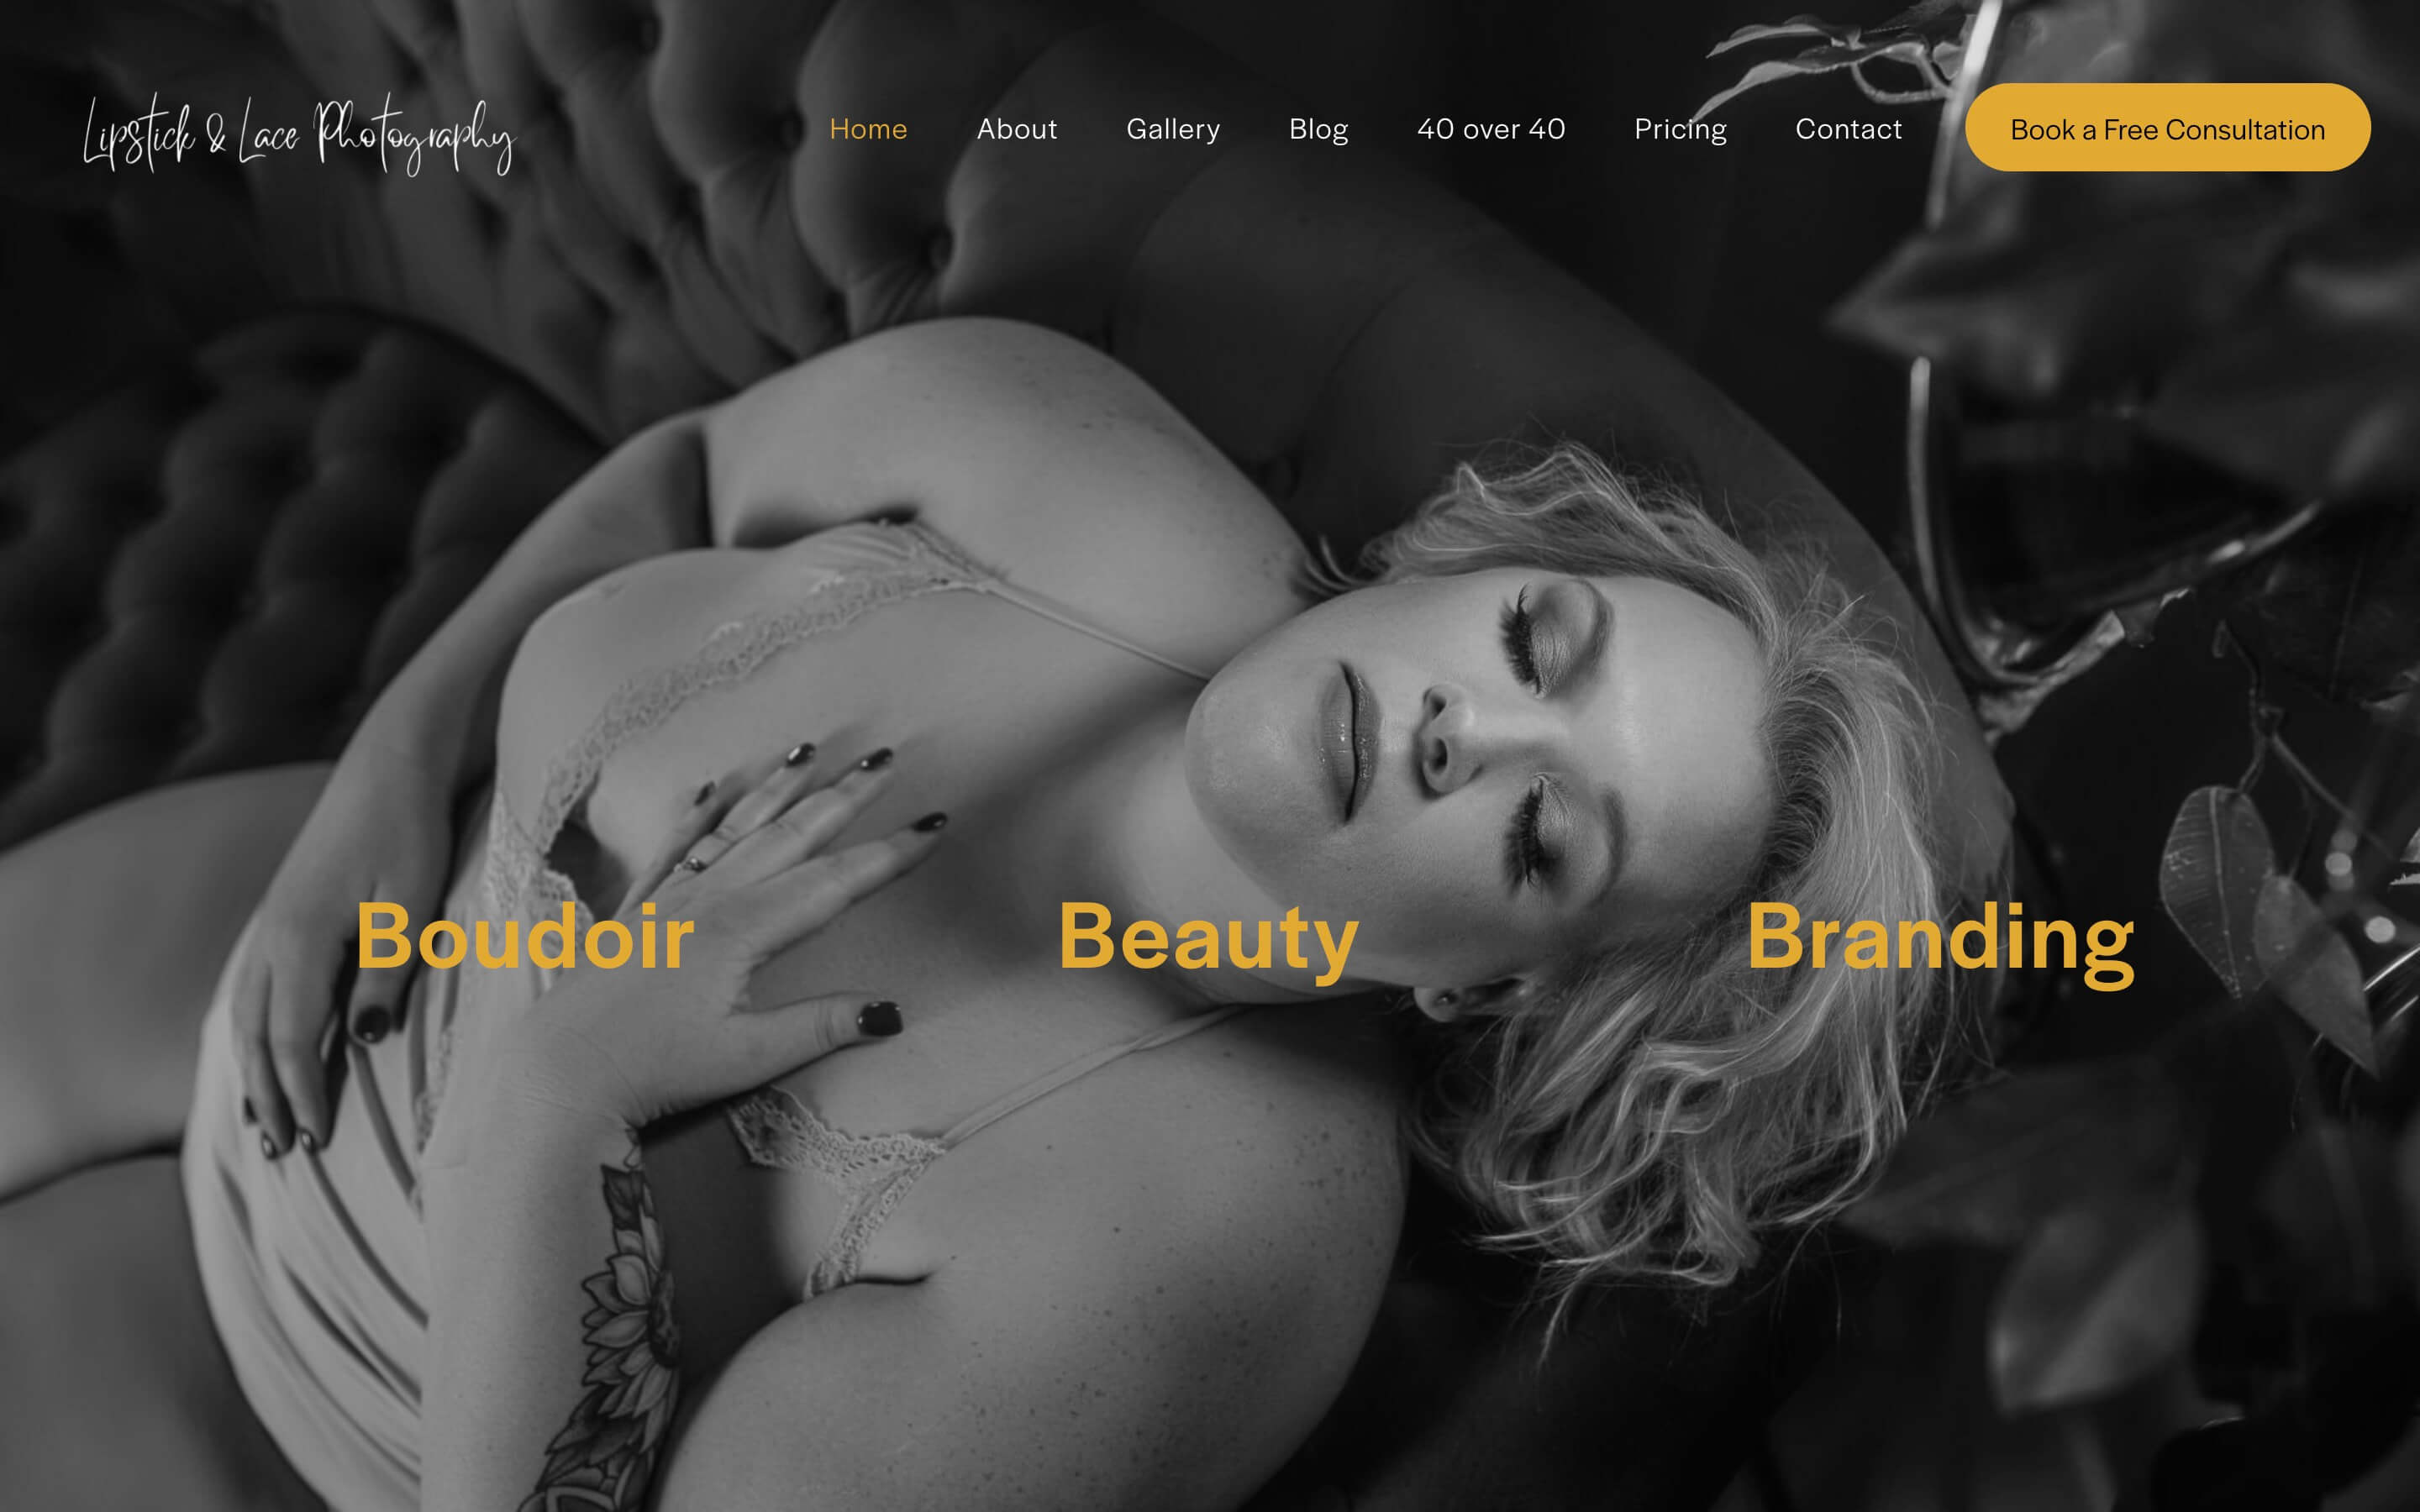 Lipstick & Lace Photography
Home
About
Gallery
Blog
40 over 40
Pricing
Contact
Book a Free Consultation
Boudoir
Beauty
Branding